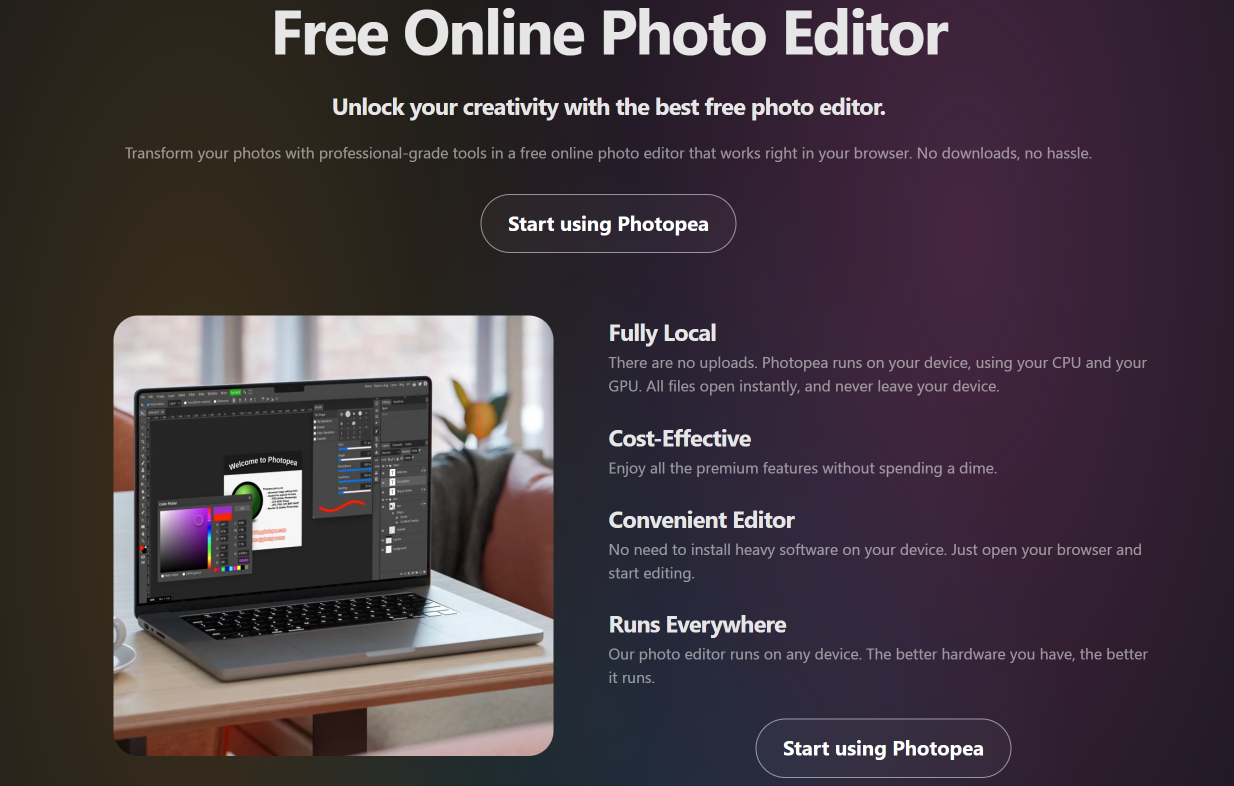 Free Online Photo Editor
Unlock your creativity with the best free photo editor.
Transform your photos with professional-grade tools in a free online photo editor that works right in your browser. No downloads, no hassle.
Start using Photopea
Fully Local
There are no uploads. Photopea runs on your device, using your CPU and your
GPU. All files open instantly, and never leave your device.
Cost-Effective
Enjoy all the premium features without spending a dime.
Convenient Editor
No need to install heavy software on your device. Just open your browser and
start editing.
Runs Everywhere
Our photo editor runs on any device. The better hardware you have, the better
it runs.
Start using Photopea
Welcome to Photopea
Color Picker